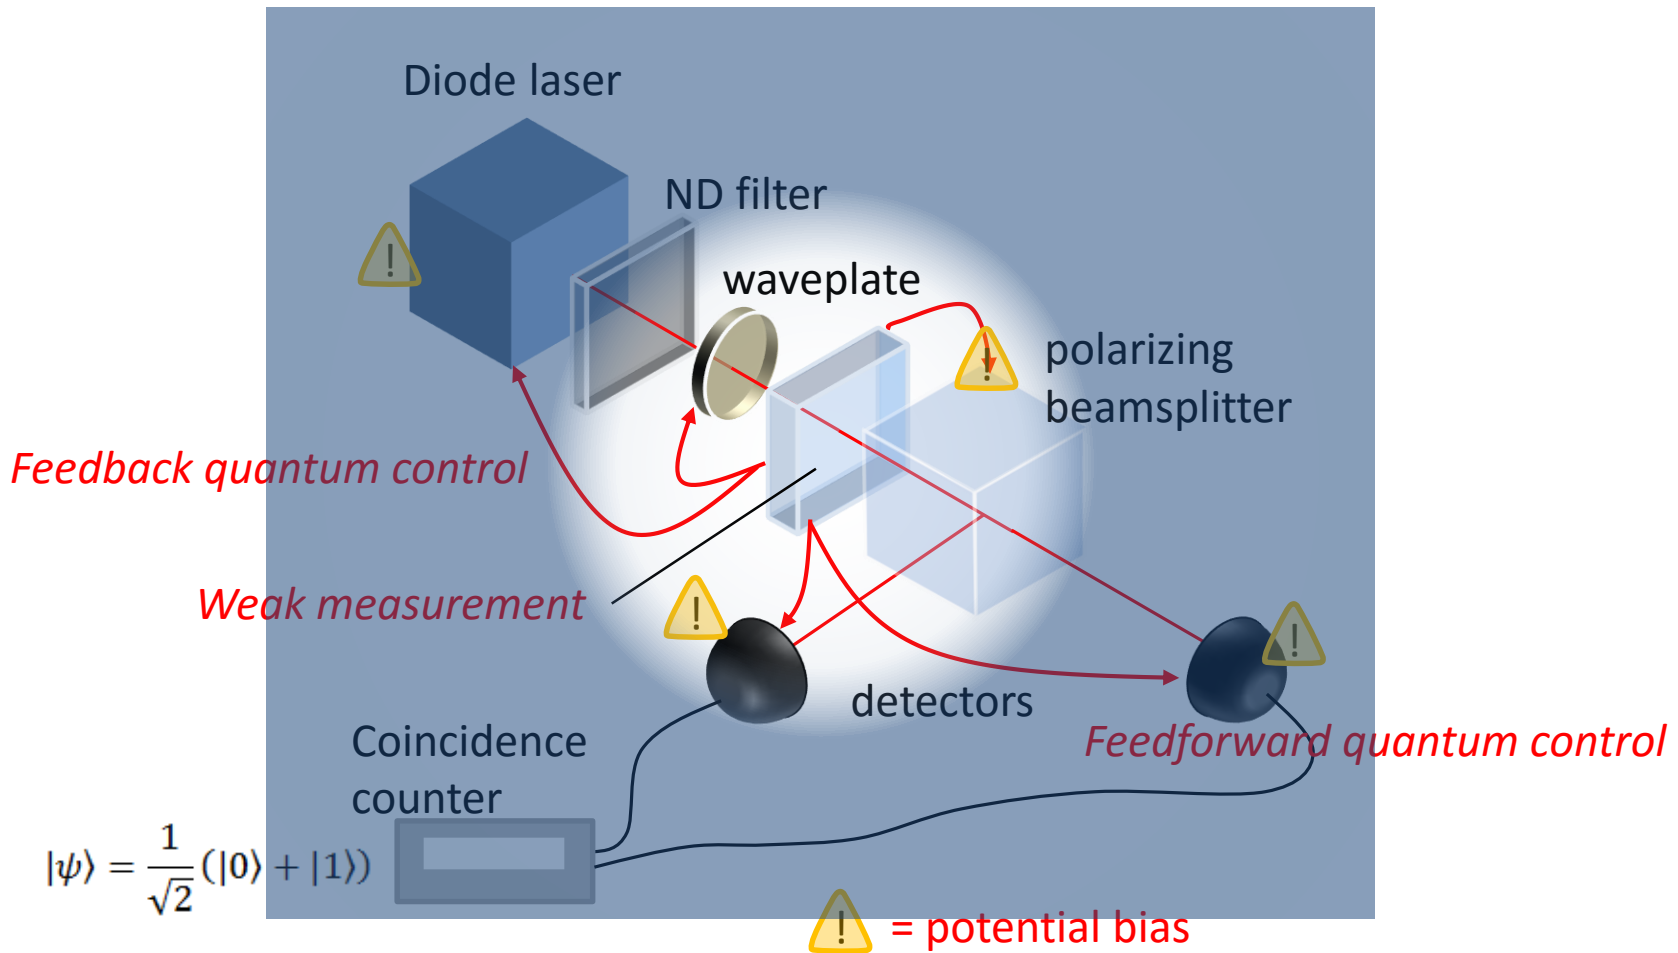 Diode laser
ND filter
waveplate
polarizing
beamsplitter
Feedback quantum control
Weak measurement
detectors
Coincidence
counter
Feedforward quantum control
|ψ⟩ = 1/√2 (|0⟩ + |1⟩)
! = potential bias